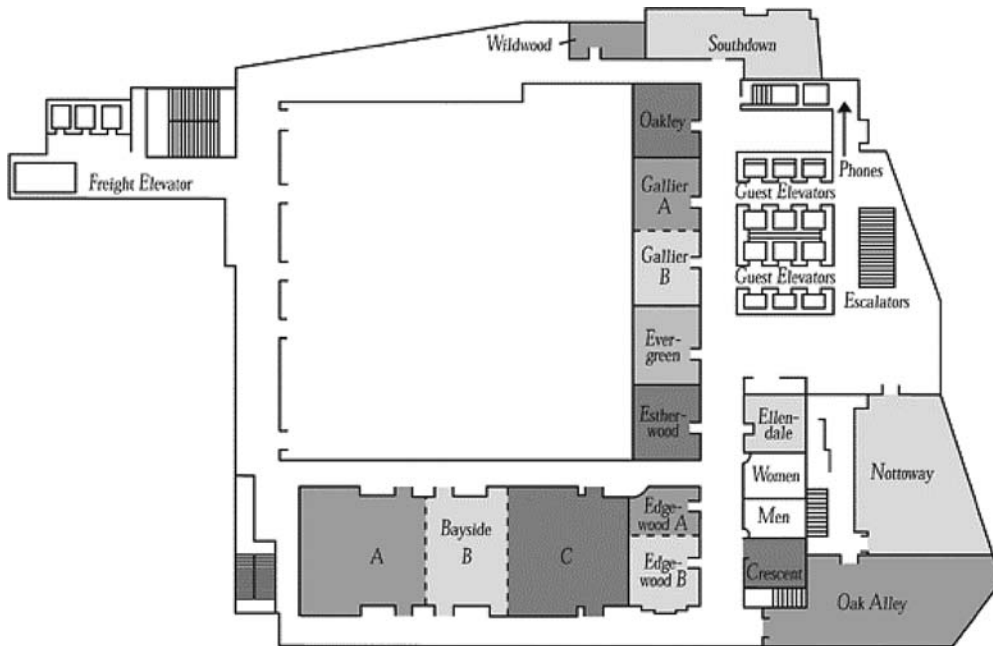 Wildwood
Southdown
Oakley
Freight Elevator
Phones
Gallier
A
Guest Elevators
Gallier
B
Guest Elevators
Escalators
Ever-
green
Esther-
wood
Ellen-
dale
Women
Nottoway
Men
Edge-
wood A
Bayside
A
B
C
Edge-
wood B
Crescent
Oak Alley